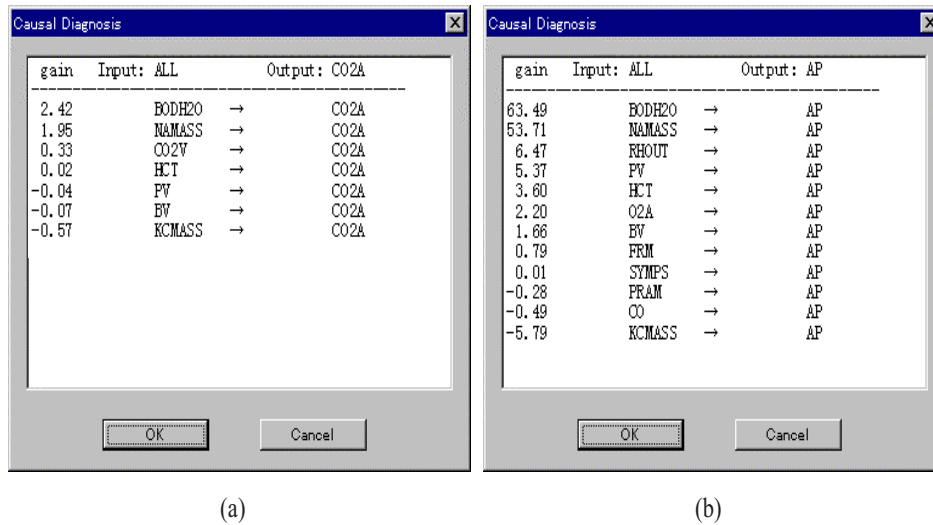 Causal Diagnosis
gain Input: ALL Output: CO2A
2.42 BODH2O → CO2A
1.95 NAMASS → CO2A
0.33 CO2V → CO2A
0.02 HCT → CO2A
-0.04 PV → CO2A
-0.07 BV → CO2A
-0.57 KCMASS → CO2A
OK Cancel
(a)
Causal Diagnosis
gain Input: ALL Output: AP
63.49 BODH2O → AP
53.71 NAMASS → AP
6.47 RHOUT → AP
5.37 PV → AP
3.60 HCT → AP
2.20 O2A → AP
1.66 BV → AP
0.79 FRM → AP
0.01 SYMPS → AP
-0.28 PRAM → AP
-0.49 CO → AP
-5.79 KCMASS → AP
OK Cancel
(b)